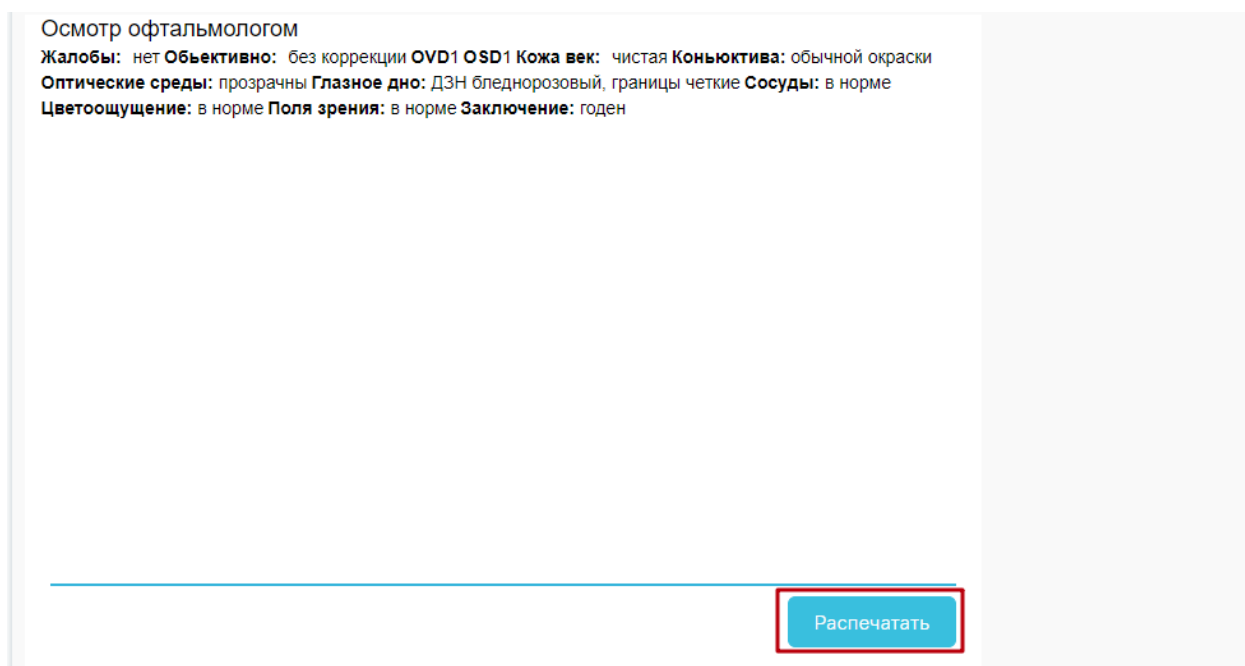 Осмотр офтальмологом
Жалобы: нет Обьективно: без коррекции OVD1 OSD1 Кожа век: чистая Коньюктива: обычной окраски
Оптические среды: прозрачны Глазное дно: ДЗН бледнорозовый, границы четкие Сосуды: в норме
Цветоощущение: в норме Поля зрения: в норме Заключение: годен
Распечатать